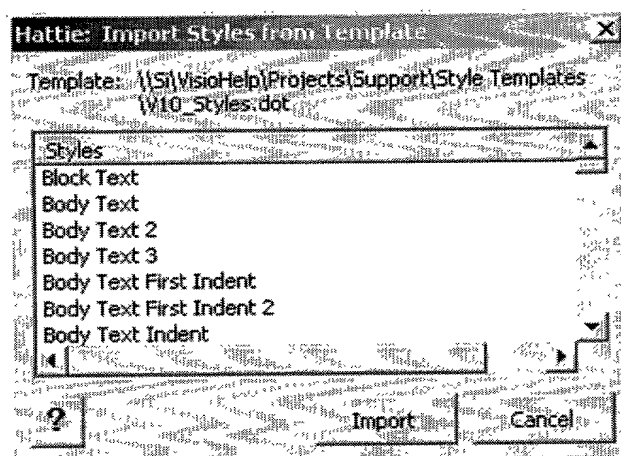 Hattie: Import Styles from Template
Template: \\Si\VisioHelp\Projects\Support\Style Templates
\V10_Styles.dot
Styles
Block Text
Body Text
Body Text 2
Body Text 3
Body Text First Indent
Body Text First Indent 2
Body Text Indent
? Import Cancel